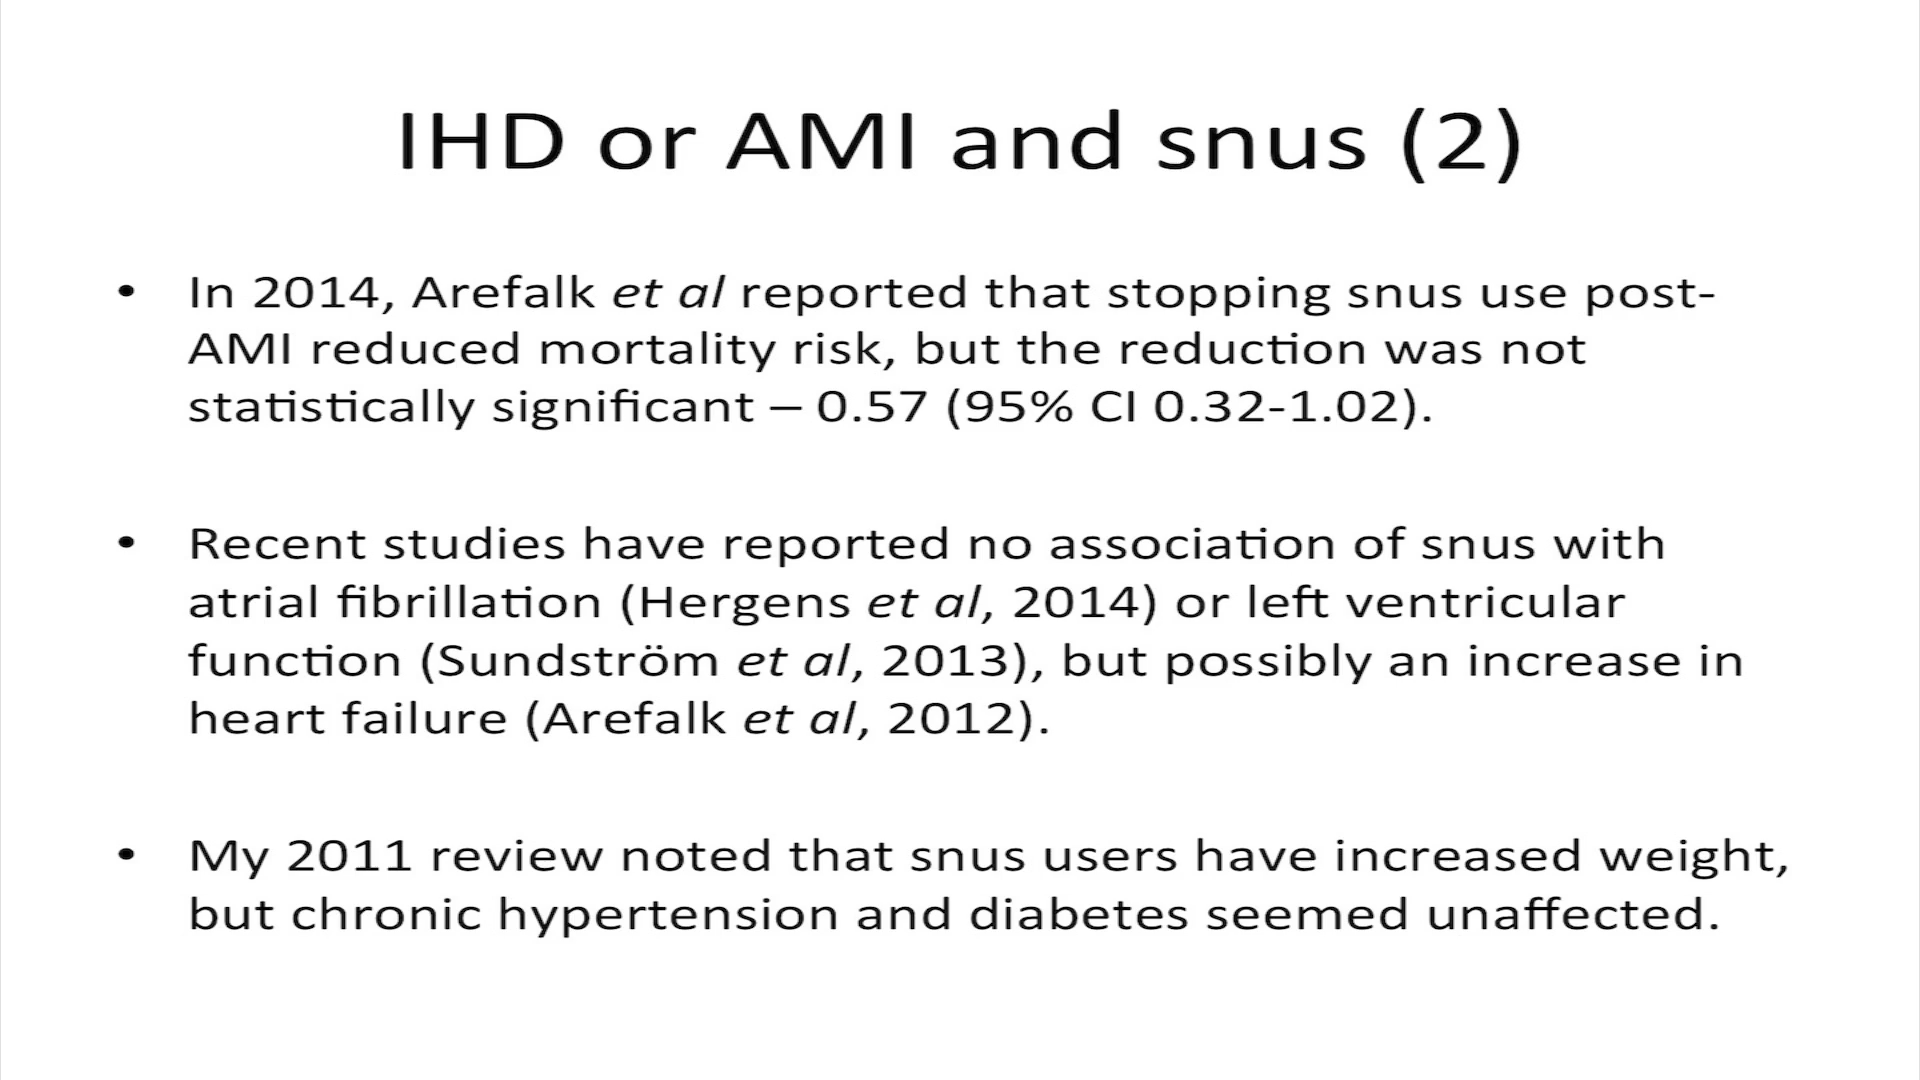 IHD or AMI and snus (2)
• In 2014, Arefalk et al reported that stopping snus use post-
AMI reduced mortality risk, but the reduction was not
statistically significant – 0.57 (95% CI 0.32-1.02).
• Recent studies have reported no association of snus with
atrial fibrillation (Hergens et al, 2014) or left ventricular
function (Sundström et al, 2013), but possibly an increase in
heart failure (Arefalk et al, 2012).
• My 2011 review noted that snus users have increased weight,
but chronic hypertension and diabetes seemed unaffected.